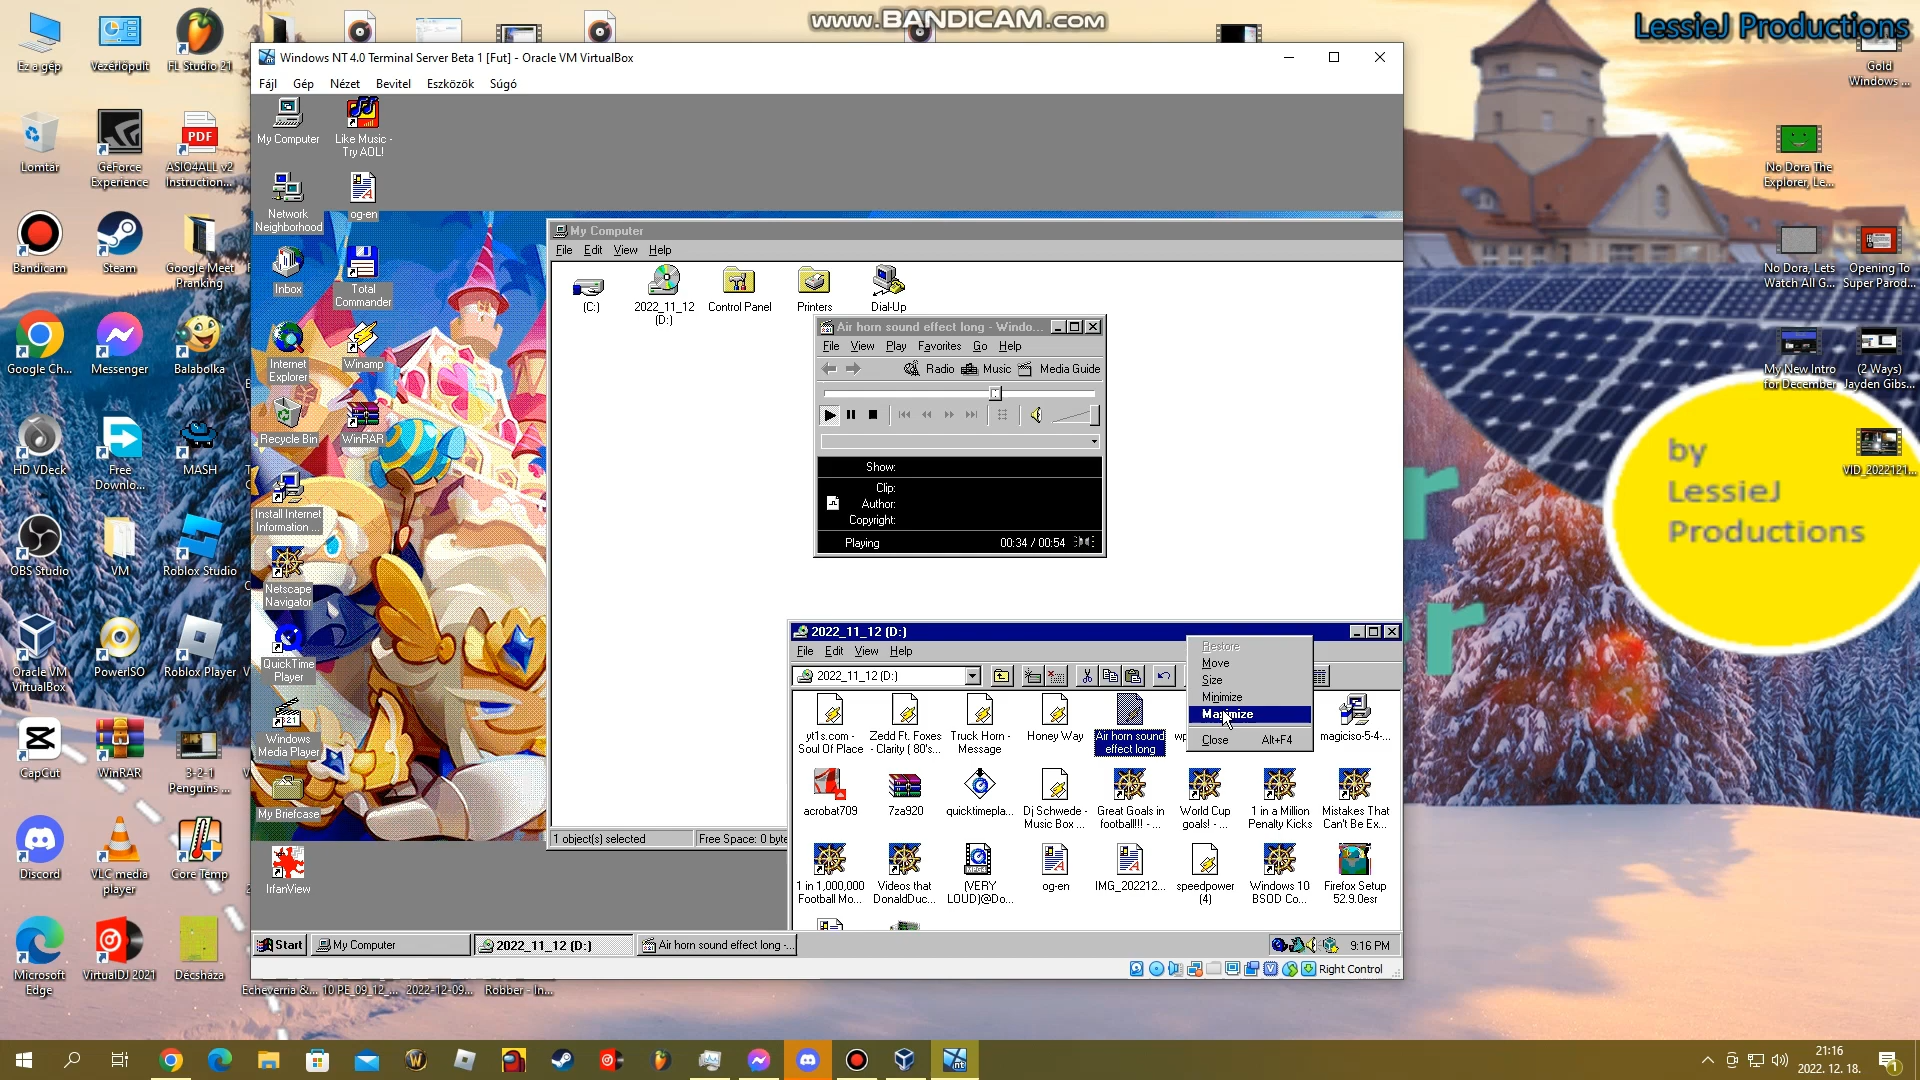 www.BANDICAM.com
LessieJ Productions
Ez a gép
Vezérlőpult
FL Studio 21
Lomtár
GeForce
Experience
PDF
ASIO4ALL v2
Instruction...
Bandicam
Steam
Google Meet
Pranking
Google Ch...
Messenger
Balabolka
HD VDeck
Free
Downlo...
MASH
OBS Studio
VM
Roblox Studio
Oracle VM
VirtualBox
PowerISO
Roblox Player
CapCut
WinRAR
3-2-1
Penguins ...
Discord
VLC media
player
Core Temp
Microsoft
Edge
VirtualDJ 2021
Décsháza
Echeverria &...
10 PE_09_12_...
2022-12-09...
Robber - In...
Windows NT 4.0 Terminal Server Beta 1 [Fut] - Oracle VM VirtualBox
Fájl Gép Nézet Bevitel Eszközök Súgó
My Computer
Like Music -
Try AOL!
Network
Neighborhood
og-en
Inbox
Total
Commander
Internet
Explorer
Winamp
Recycle Bin
WinRAR
Install Internet
Information ...
Netscape
Navigator
QuickTime
Player
Windows
Media Player
My Briefcase
IrfanView
My Computer
File Edit View Help
(C:)
2022_11_12
(D:)
Control Panel
Printers
Dial-Up
1 object(s) selected
Free Space: 0 byte
Air horn sound effect long - Windo...
File View Play Favorites Go Help
Radio Music Media Guide
Show:
Clip:
Author:
Copyright:
Playing 00:34 / 00:54
2022_11_12 (D:)
File Edit View Help
2022_11_12 (D:)
Restore
Move
Size
Minimize
Maximize
Close Alt+F4
yt1s.com -
Soul Of Place
Zedd Ft. Foxes
- Clarity ( 80's...
Truck Horn -
Message
Honey Way
Air horn sound
effect long
magiciso-5-4-...
acrobat709
7za920
quicktimepla...
Dj Schwede -
Music Box ...
Great Goals in
football!!! - ...
World Cup
goals! - ...
1 in a Million
Penalty Kicks
Mistakes That
Can't Be Ex...
1 in 1,000,000
Football Mo...
Videos that
DonaldDuc...
MPG4
(VERY
LOUD)@Do...
og-en
IMG_202212...
speedpower
(4)
Windows 10
BSOD Co...
Firefox Setup
52.9.0esr
Start
My Computer
2022_11_12 (D:)
Air horn sound effect long -...
9:16 PM
Right Control
Gold
Windows ...
No Dora The
Explorer, Le...
No Dora, Lets
Watch All G...
Opening To
Super Parod...
My New Intro
for December
(2 Ways)
Jayden Gibs...
VID_2022121...
by
LessieJ
Productions
r
r
21:16
2022. 12. 18.
1